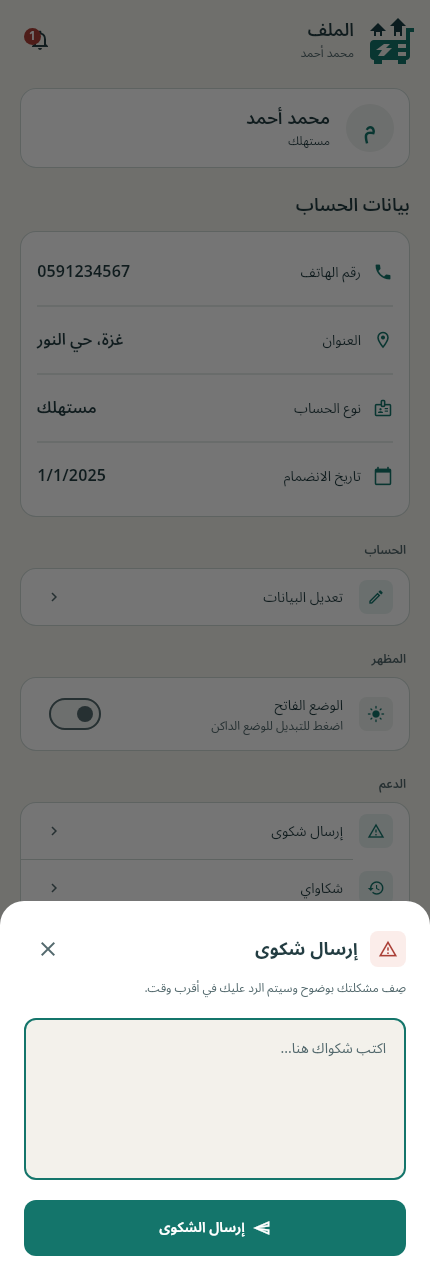 الملف
محمد أحمد
1
م
محمد أحمد
مستهلك
بيانات الحساب
رقم الهاتف 0591234567
العنوان غزة، حي النور
نوع الحساب مستهلك
تاريخ الانضمام 1/1/2025
الحساب
تعديل البيانات
المظهر
الوضع الفاتح
اضغط للتبديل للوضع الداكن
الدعم
إرسال شكوى
شكاواي
إرسال شكوى
صِف مشكلتك بوضوح وسيتم الرد عليك في أقرب وقت.
اكتب شكواك هنا...
إرسال الشكوى